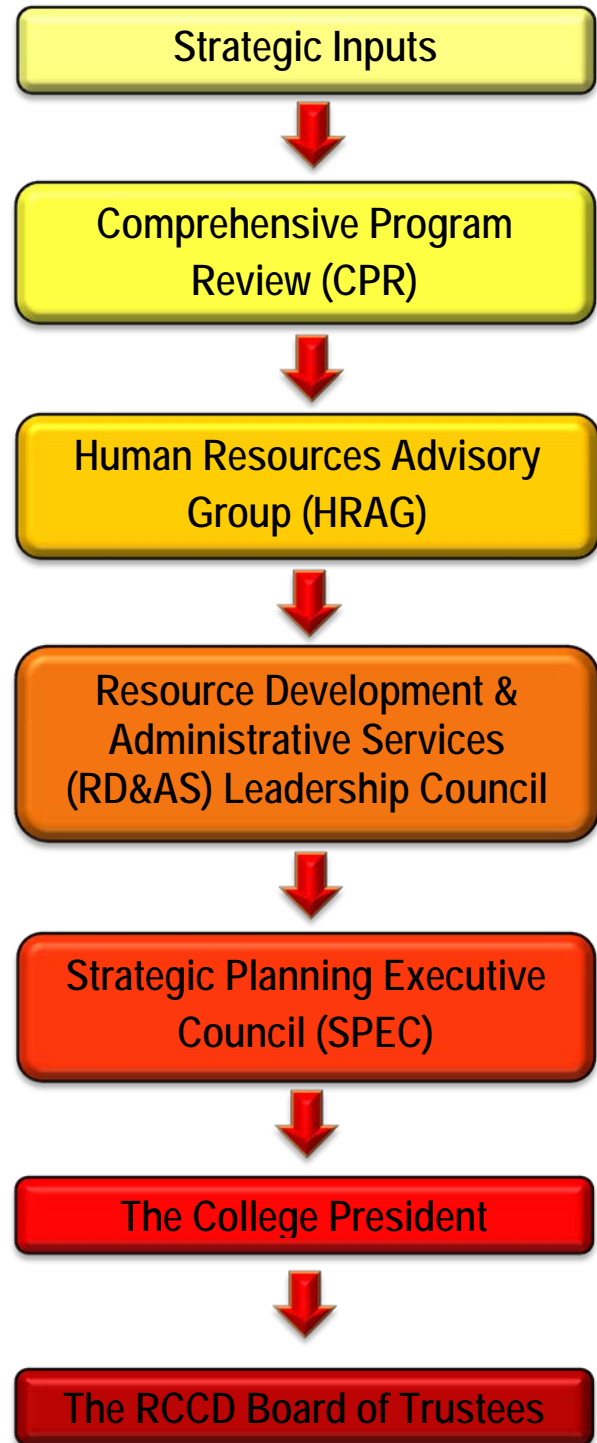 Strategic Inputs
Comprehensive Program
Review (CPR)
Human Resources Advisory
Group (HRAG)
Resource Development &
Administrative Services
(RD&AS) Leadership Council
Strategic Planning Executive
Council (SPEC)
The College President
The RCCD Board of Trustees